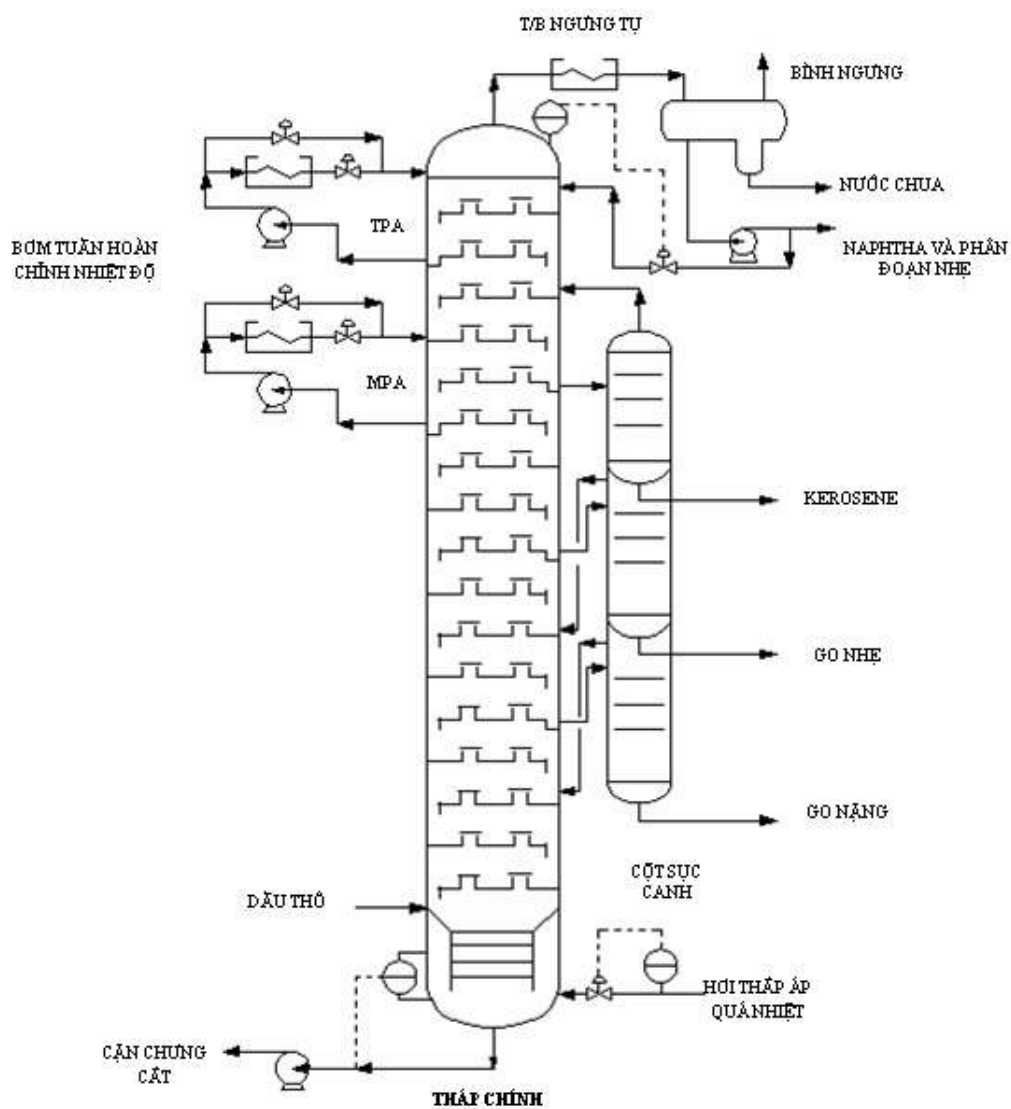 T/B NGƯNG TỤ
BÌNH NGƯNG
NƯỚC CHUA
TPA
BƠM TUẦN HOÀN
CHỈNH NHIỆT ĐỘ
NAPHTHA VÀ PHÂN
ĐOẠN NHẸ
MPA
KEROSENE
GO NHẸ
GO NẶNG
CỘT SỤC
CẠNH
DẦU THÔ
HƠI THẤP ÁP
QUÁ NHIỆT
CẶN CHƯNG
CẤT
THÁP CHÍNH